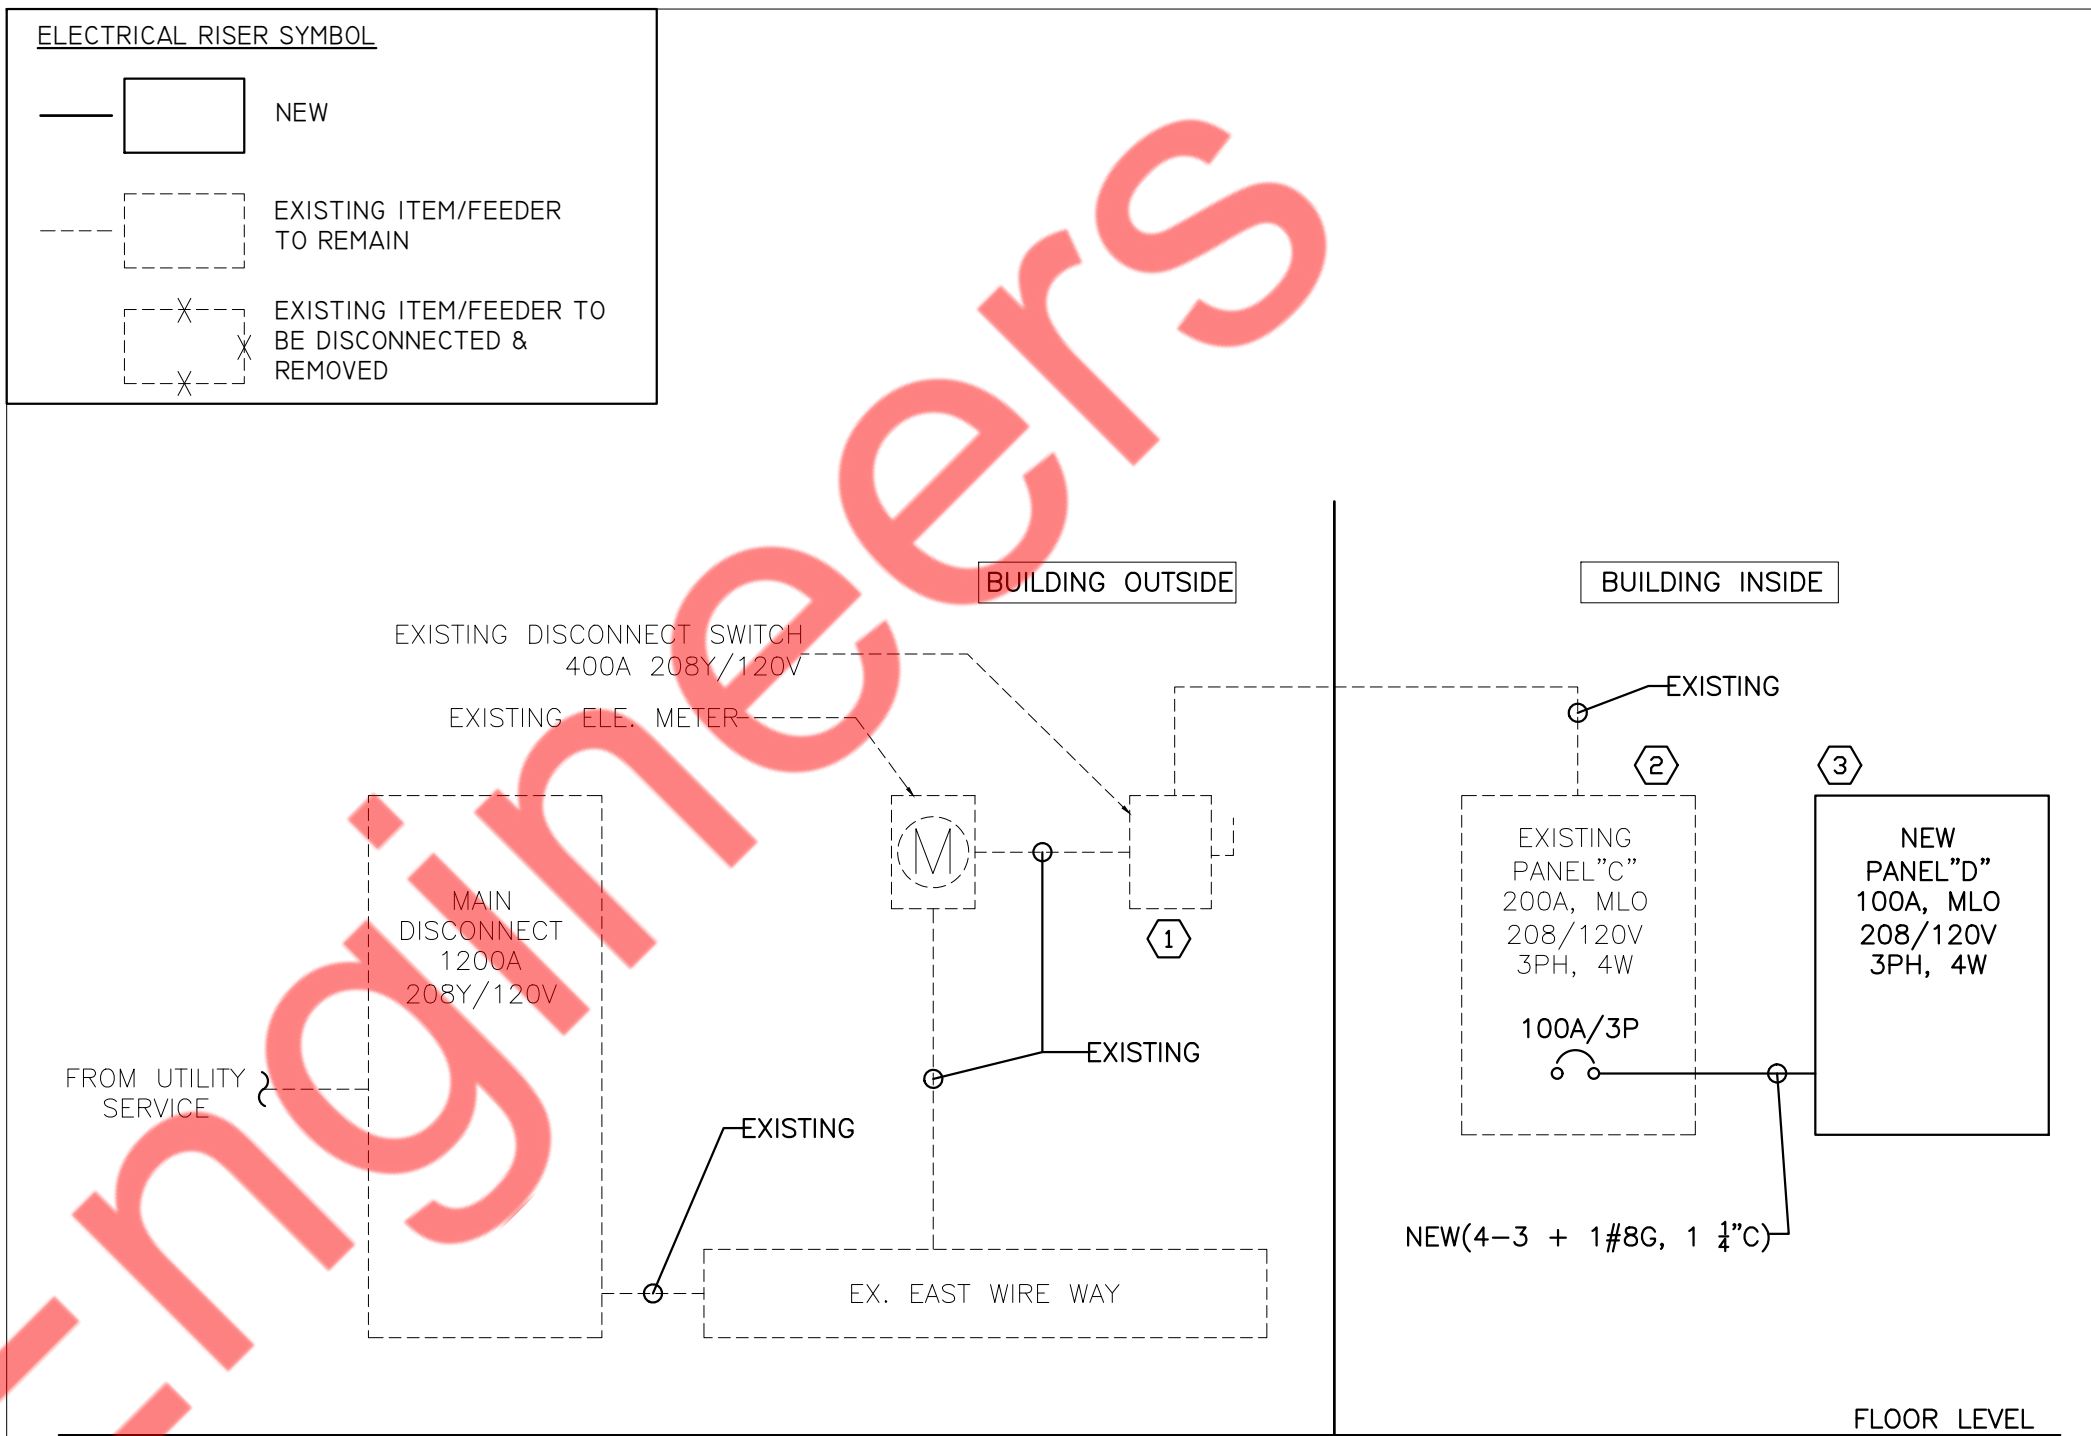 ELECTRICAL RISER SYMBOL
NEW
EXISTING ITEM/FEEDER
TO REMAIN
EXISTING ITEM/FEEDER TO
BE DISCONNECTED &
REMOVED
BUILDING OUTSIDE
BUILDING INSIDE
EXISTING DISCONNECT SWITCH
400A 208Y/120V
EXISTING ELE. METER
EXISTING
2
3
M
1
MAIN
DISCONNECT
1200A
208Y/120V
EXISTING
PANEL"C"
200A, MLO
208/120V
3PH, 4W
100A/3P
NEW
PANEL"D"
100A, MLO
208/120V
3PH, 4W
EXISTING
FROM UTILITY
SERVICE
EXISTING
NEW(4-3 + 1#8G, 1 1/4"C)
EX. EAST WIRE WAY
FLOOR LEVEL
Engineers